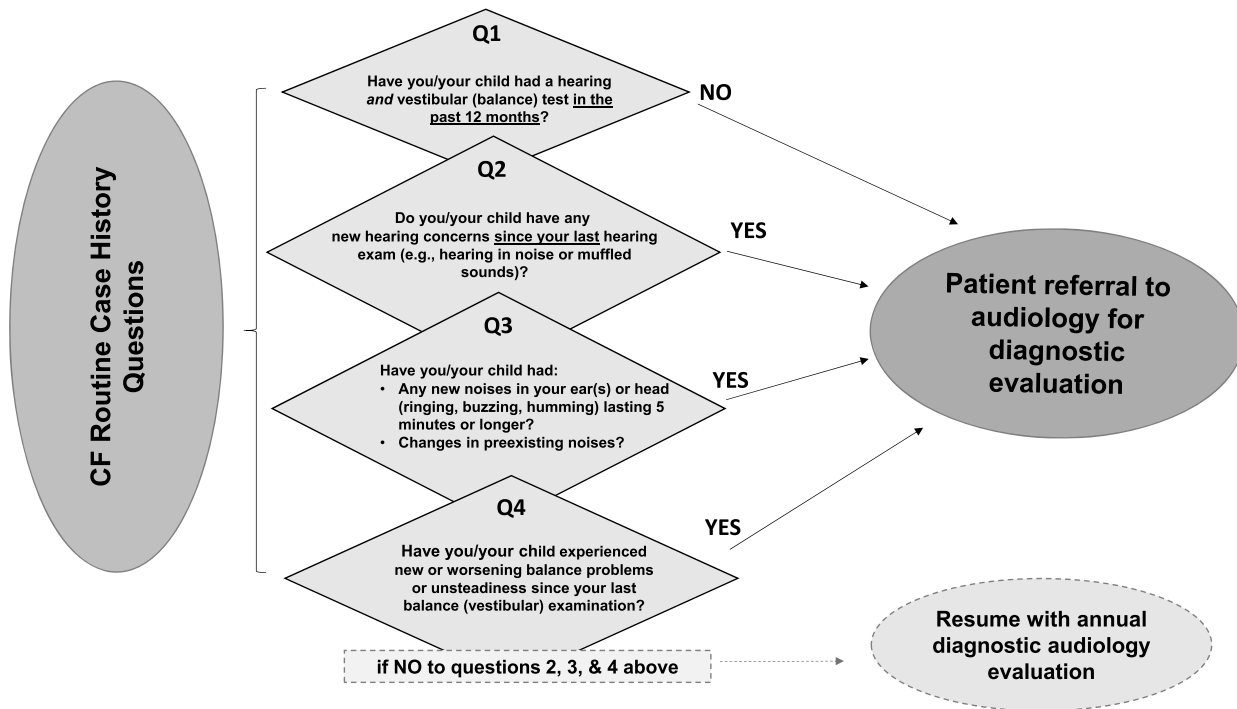 CF Routine Case History
Questions
Q1
Have you/your child had a hearing
and vestibular (balance) test in the
past 12 months?
NO
Q2
Do you/your child have any
new hearing concerns since your last hearing
exam (e.g., hearing in noise or muffled
sounds)?
YES
Q3
Have you/your child had:
• Any new noises in your ear(s) or head
(ringing, buzzing, humming) lasting 5
minutes or longer?
• Changes in preexisting noises?
YES
Q4
Have you/your child experienced
new or worsening balance problems
or unsteadiness since your last
balance (vestibular) examination?
YES
if NO to questions 2, 3, & 4 above
Patient referral to
audiology for
diagnostic
evaluation
Resume with annual
diagnostic audiology
evaluation